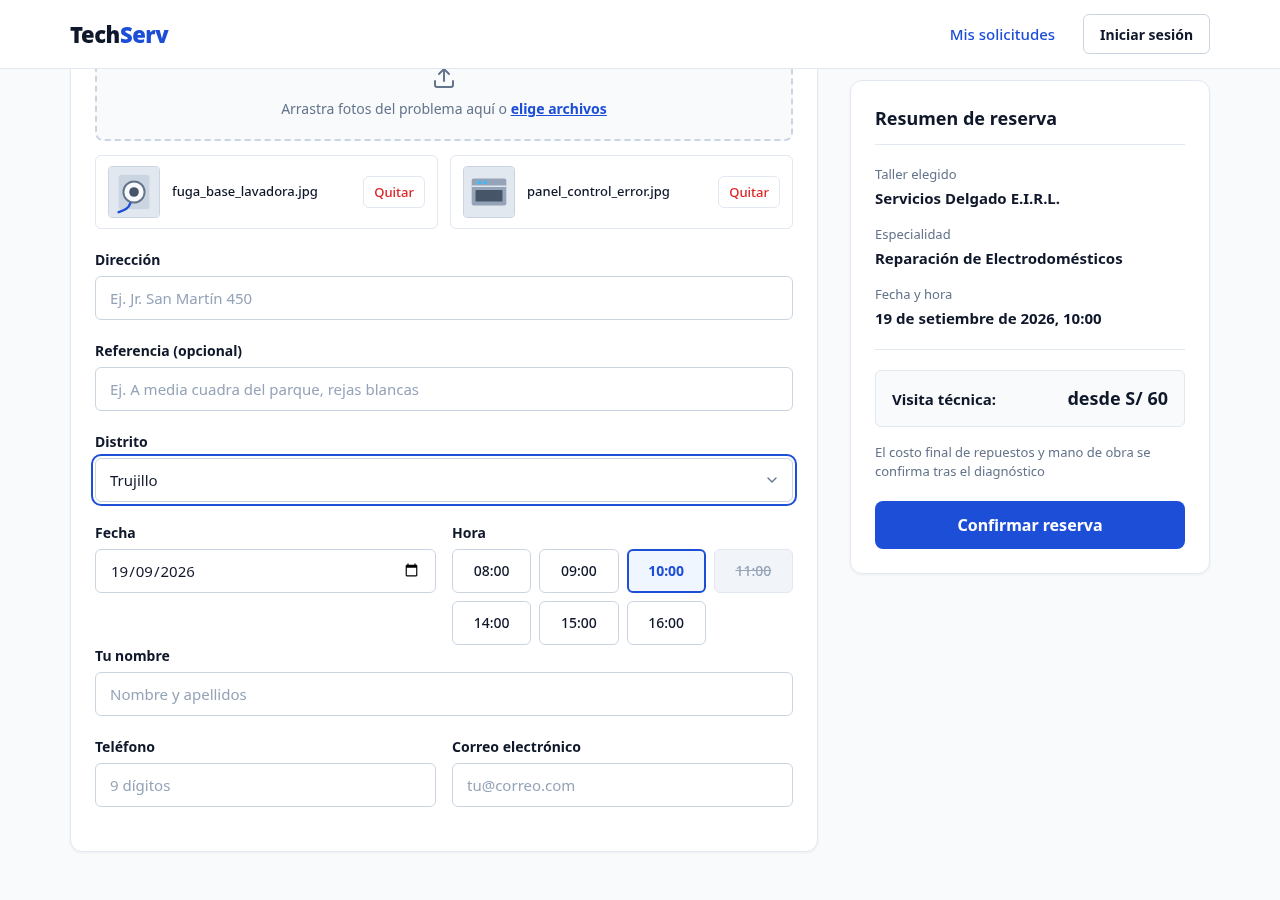 TechServ
Mis solicitudes
Iniciar sesión
Arrastra fotos del problema aquí o elige archivos
fuga_base_lavadora.jpg
Quitar
panel_control_error.jpg
Quitar
Dirección
Ej. Jr. San Martín 450
Referencia (opcional)
Ej. A media cuadra del parque, rejas blancas
Distrito
Trujillo
Fecha
19/09/2026
Hora
08:00
09:00
10:00
11:00
14:00
15:00
16:00
Tu nombre
Nombre y apellidos
Teléfono
9 dígitos
Correo electrónico
tu@correo.com
Resumen de reserva
Taller elegido
Servicios Delgado E.I.R.L.
Especialidad
Reparación de Electrodomésticos
Fecha y hora
19 de setiembre de 2026, 10:00
Visita técnica:
desde S/ 60
El costo final de repuestos y mano de obra se
confirma tras el diagnóstico
Confirmar reserva